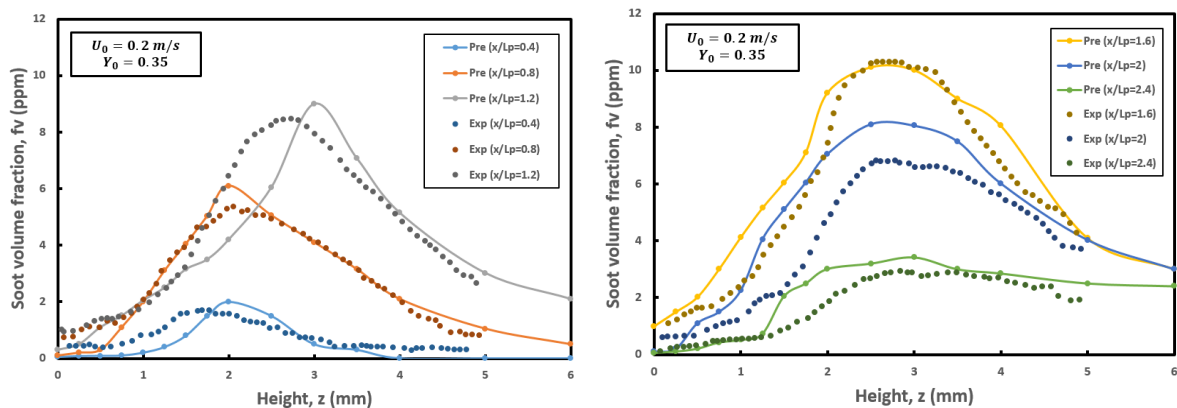 12
10
8
6
4
2
0
Soot volume fraction, fv (ppm)
U₀ = 0.2 m/s
Y₀ = 0.35
Pre (x/Lp=0.4)
Pre (x/Lp=0.8)
Pre (x/Lp=1.2)
Exp (x/Lp=0.4)
Exp (x/Lp=0.8)
Exp (x/Lp=1.2)
0 1 2 3 4 5 6
Height, z (mm)
12
10
8
6
4
2
0
Soot volume fraction, fv (ppm)
U₀ = 0.2 m/s
Y₀ = 0.35
Pre (x/Lp=1.6)
Pre (x/Lp=2)
Pre (x/Lp=2.4)
Exp (x/Lp=1.6)
Exp (x/Lp=2)
Exp (x/Lp=2.4)
0 1 2 3 4 5 6
Height, z (mm)